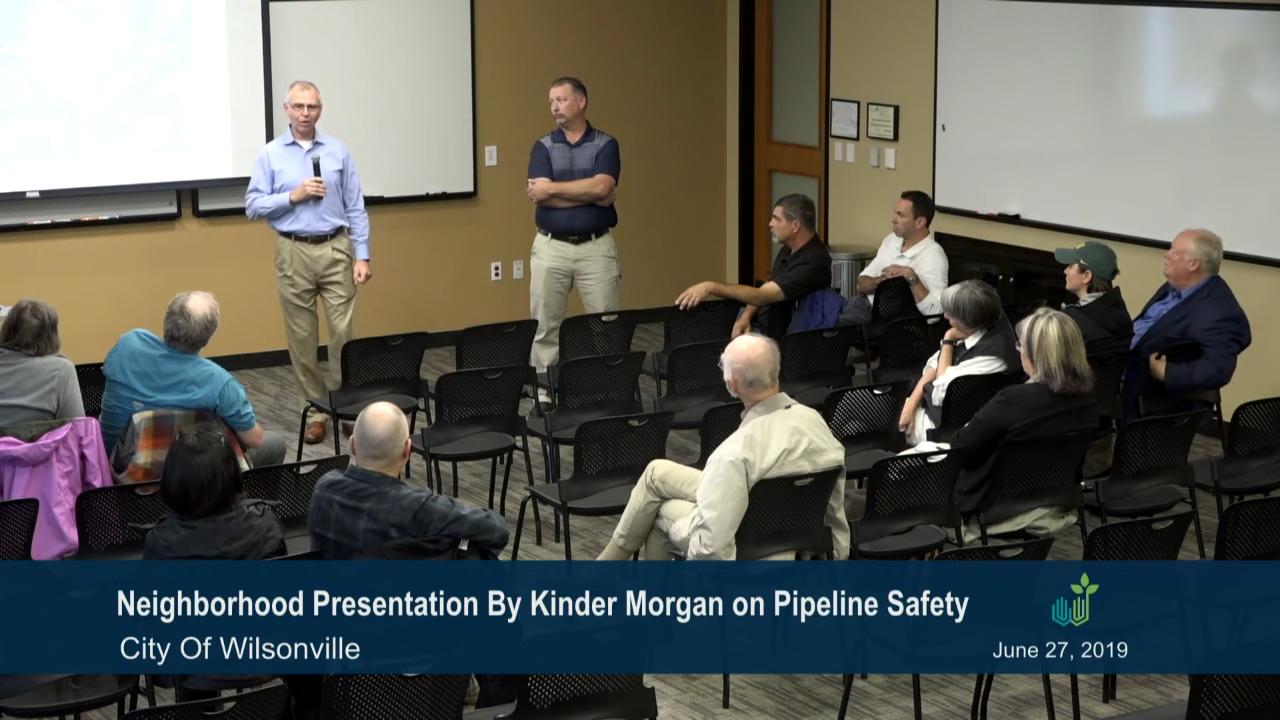 Neighborhood Presentation By Kinder Morgan on Pipeline Safety
City Of Wilsonville
June 27, 2019